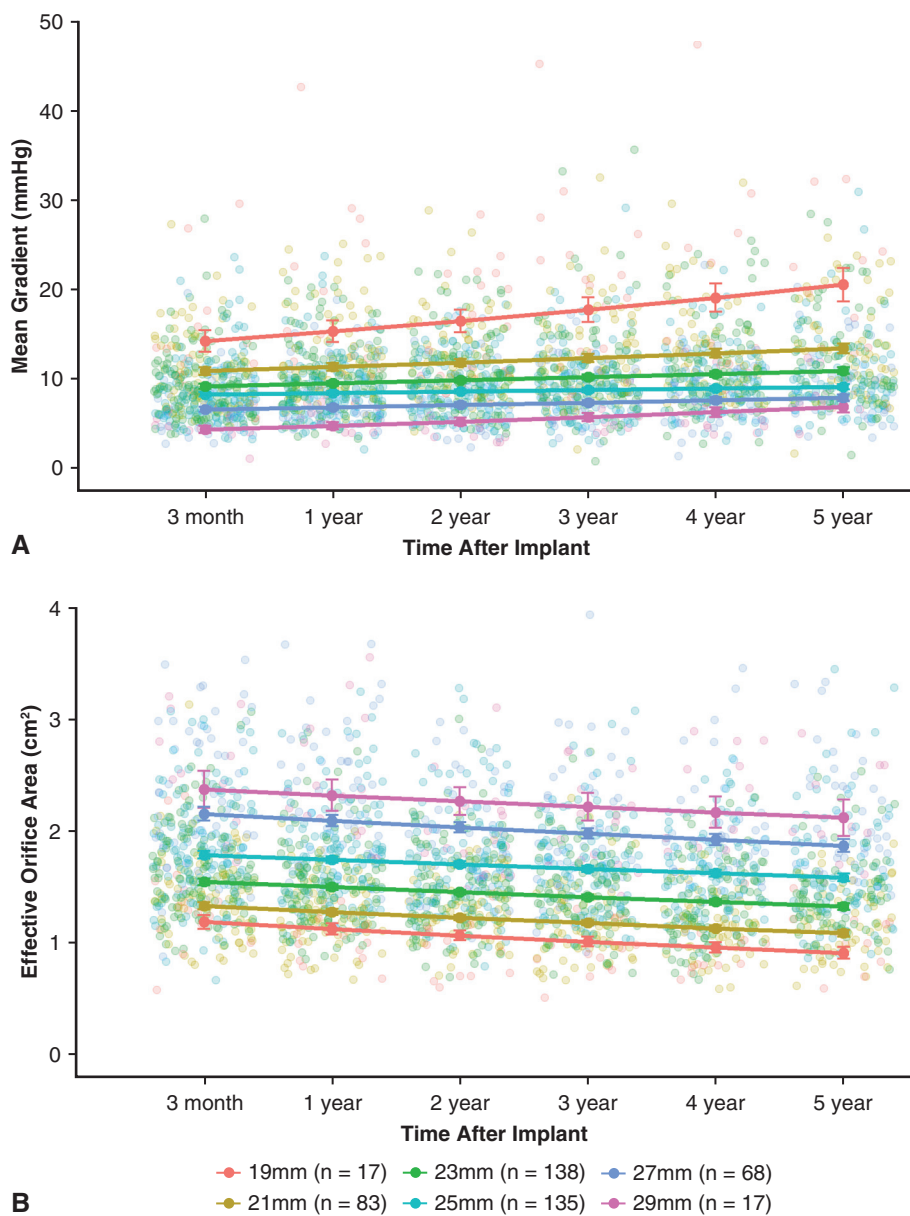 50
40
30
20
10
0
Mean Gradient (mmHg)
3 month 1 year 2 year 3 year 4 year 5 year
A Time After Implant
4
3
2
1
0
Effective Orifice Area (cm²)
3 month 1 year 2 year 3 year 4 year 5 year
Time After Implant
19mm (n = 17) 23mm (n = 138) 27mm (n = 68)
B 21mm (n = 83) 25mm (n = 135) 29mm (n = 17)